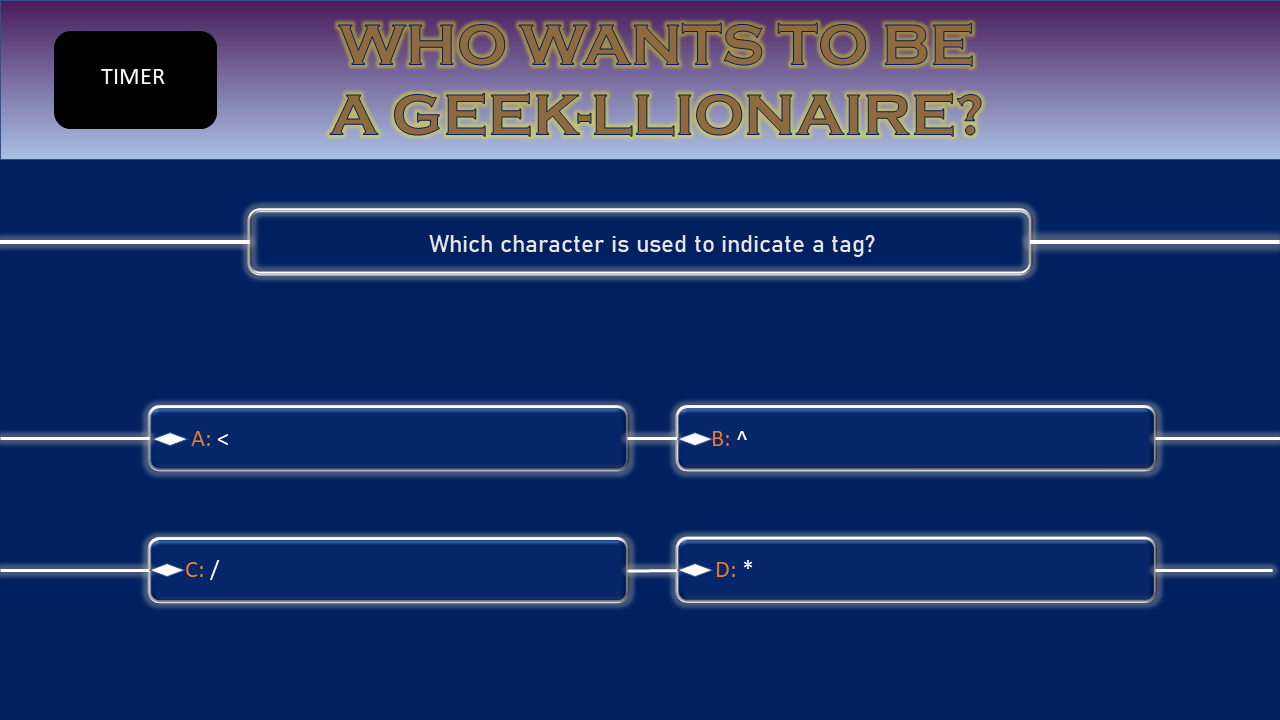 TIMER
WHO WANTS TO BE
A GEEK-LLIONAIRE?
Which character is used to indicate a tag?
A: <
B: ^
C: /
D: *